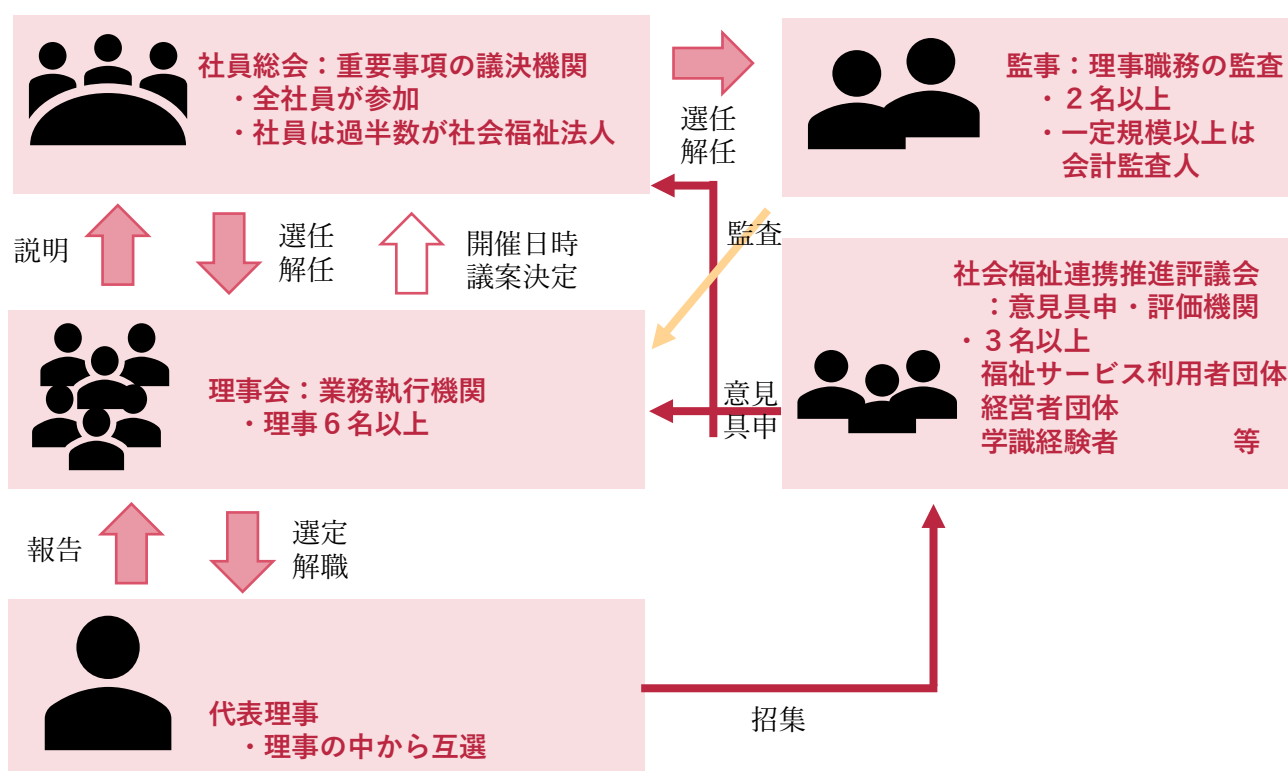 社員総会：重要事項の議決機関
・全社員が参加
・社員は過半数が社会福祉法人
選任
解任
監事：理事職務の監査
・２名以上
・一定規模以上は
会計監査人
説明
選任
解任
開催日時
議案決定
監査
社会福祉連携推進評議会
：意見具申・評価機関
・３名以上
福祉サービス利用者団体
経営者団体
学識経験者　　　　等
理事会：業務執行機関
・理事６名以上
意見
具申
報告
選定
解職
代表理事
・理事の中から互選
招集